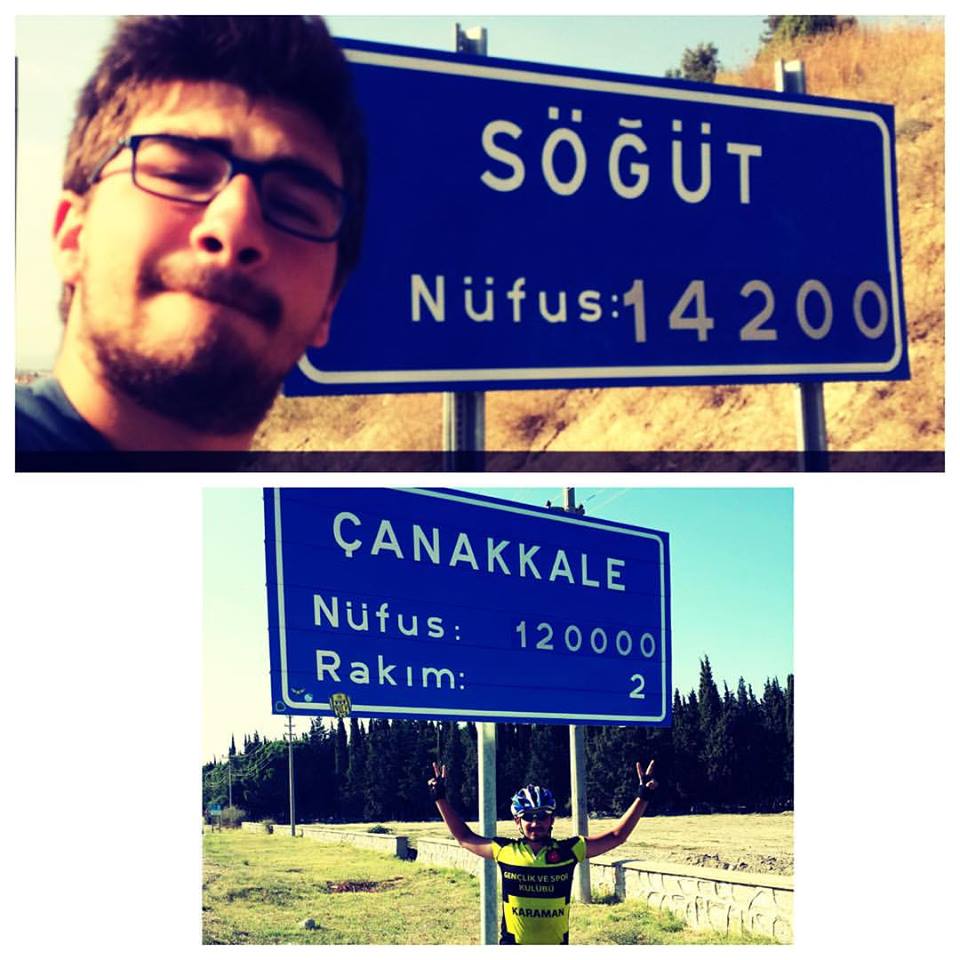 SÖĞÜT
Nüfus:14200
ÇANAKKALE
Nüfus: 120000
Rakım: 2
GENÇLİK VE SPOR
KULÜBÜ
KARAMAN